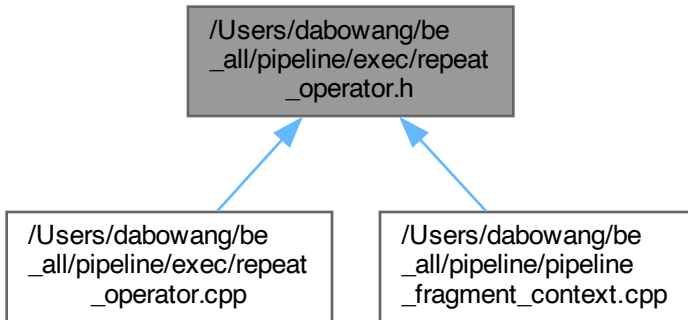 /Users/dabowang/be
_all/pipeline/exec/repeat
_operator.h
/Users/dabowang/be
_all/pipeline/exec/repeat
_operator.cpp
/Users/dabowang/be
_all/pipeline/pipeline
_fragment_context.cpp